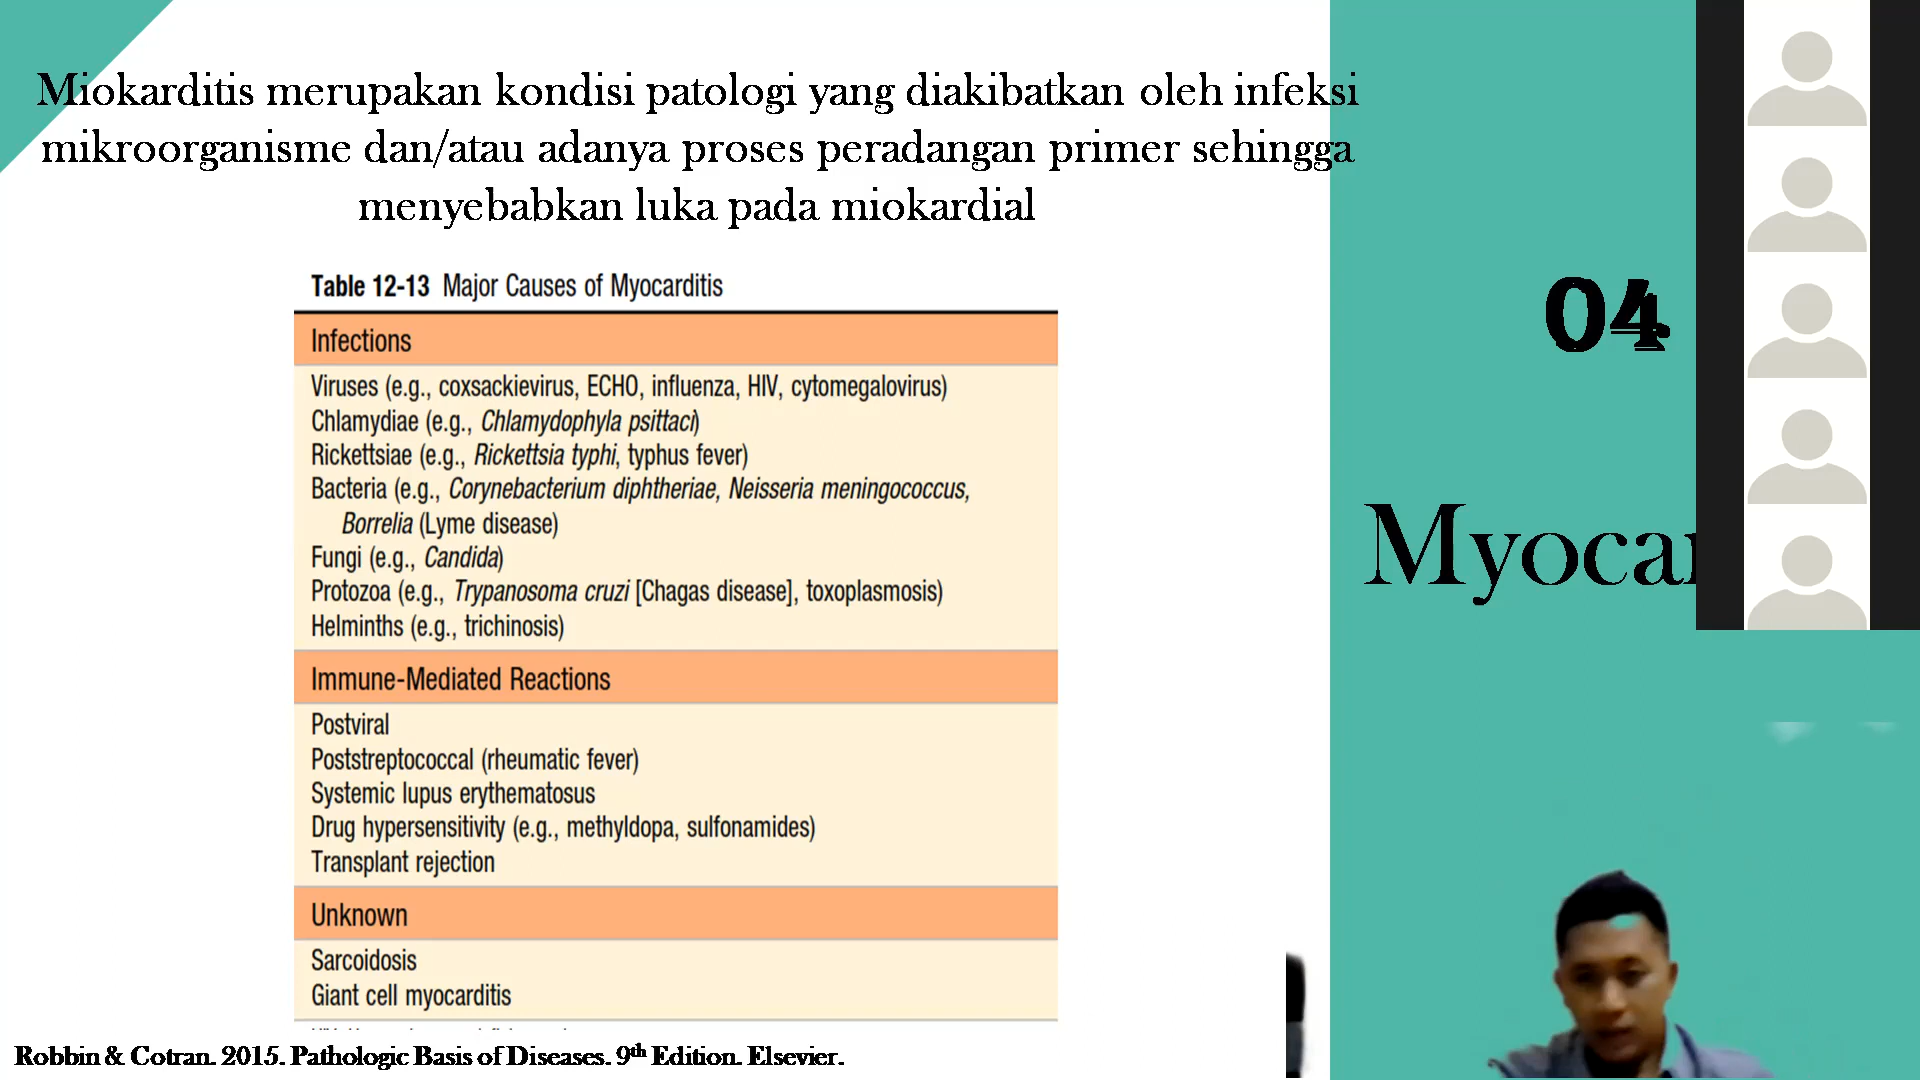 Miokarditis merupakan kondisi patologi yang diakibatkan oleh infeksi
mikroorganisme dan/atau adanya proses peradangan primer sehingga
menyebabkan luka pada miokardial
Table 12-13 Major Causes of Myocarditis
Infections
Viruses (e.g., coxsackievirus, ECHO, influenza, HIV, cytomegalovirus)
Chlamydiae (e.g., Chlamydophyla psittaci)
Rickettsiae (e.g., Rickettsia typhi, typhus fever)
Bacteria (e.g., Corynebacterium diphtheriae, Neisseria meningococcus,
Borrelia (Lyme disease)
Fungi (e.g., Candida)
Protozoa (e.g., Trypanosoma cruzi [Chagas disease], toxoplasmosis)
Helminths (e.g., trichinosis)
Immune-Mediated Reactions
Postviral
Poststreptococcal (rheumatic fever)
Systemic lupus erythematosus
Drug hypersensitivity (e.g., methyldopa, sulfonamides)
Transplant rejection
Unknown
Sarcoidosis
Giant cell myocarditis
Robbin & Cotran. 2015. Pathologic Basis of Diseases. 9th Edition. Elsevier.
04
Myocar